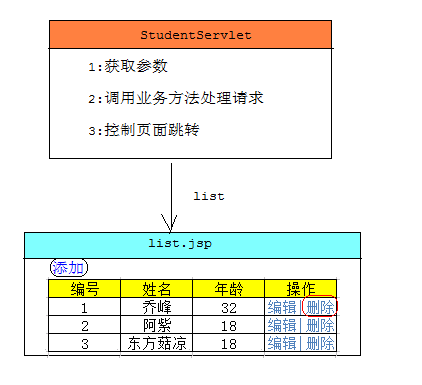 StudentServlet
1:获取参数
2:调用业务方法处理请求
3:控制页面跳转
list
list.jsp
添加
编号 姓名 年龄 操作
1 乔峰 32 编辑|删除
2 阿紫 18 编辑|删除
3 东方菇凉 18 编辑|删除